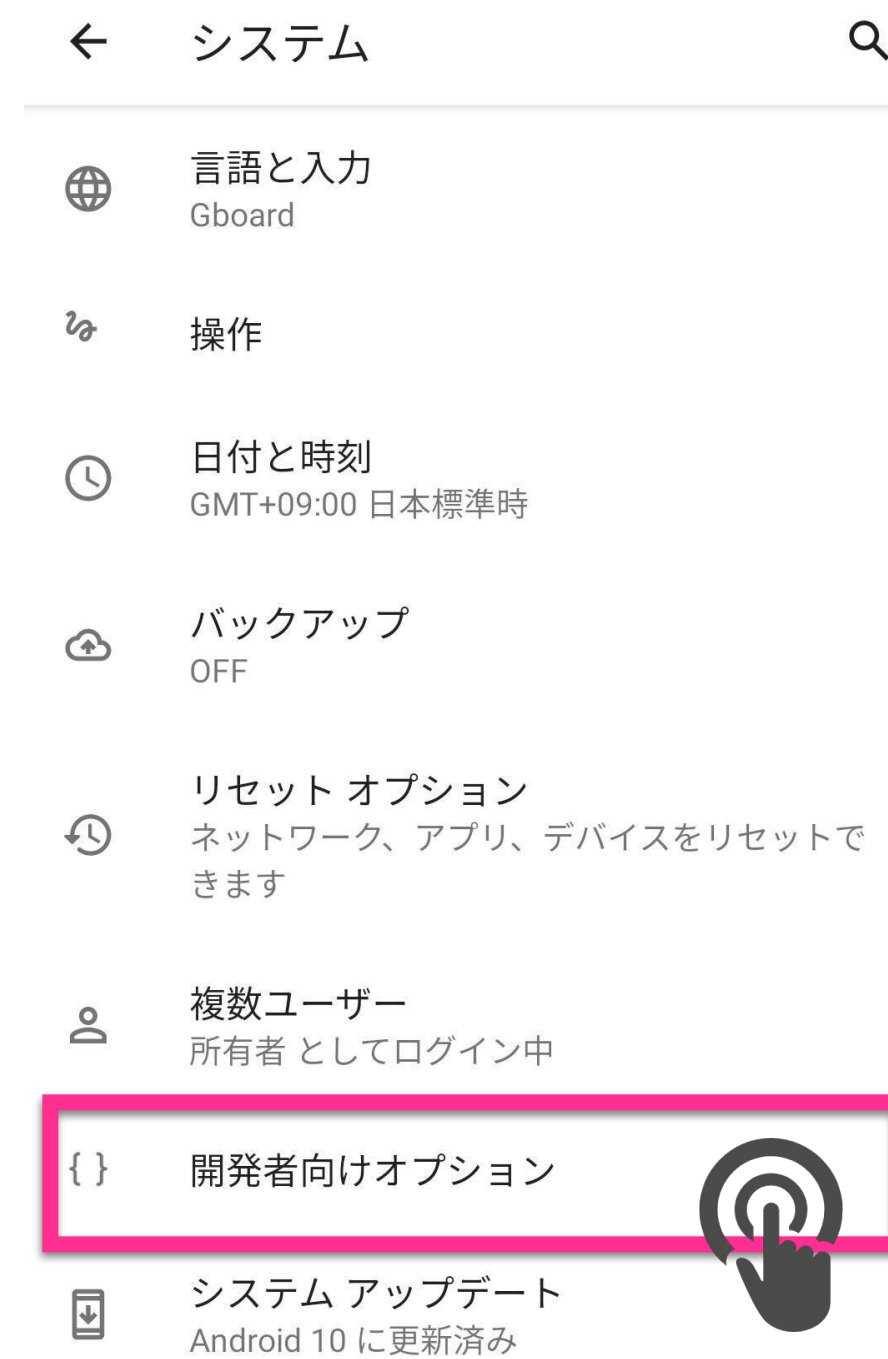 システム
言語と入力
Gboard
操作
日付と時刻
GMT+09:00 日本標準時
バックアップ
OFF
リセット オプション
ネットワーク、アプリ、デバイスをリセットで
きます
複数ユーザー
所有者 としてログイン中
{ } 開発者向けオプション
システム アップデート
Android 10 に更新済み